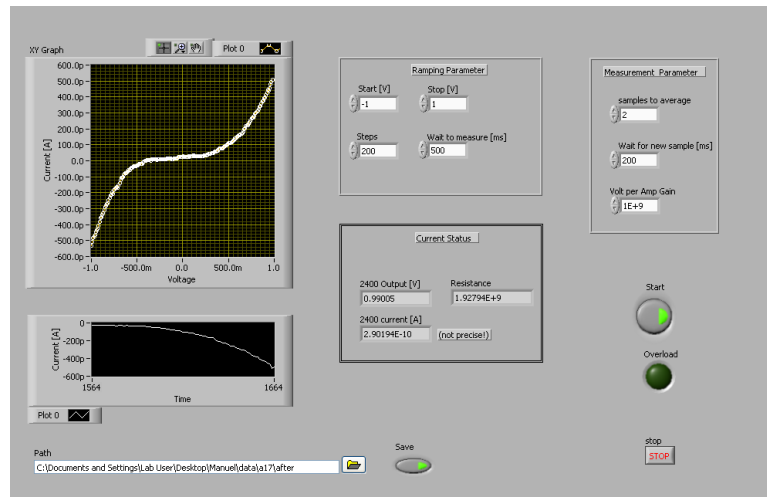 XY Graph
Plot 0
600.0p
500.0p
400.0p
300.0p
200.0p
100.0p
0.0
-100.0p
-200.0p
-300.0p
-400.0p
-500.0p
-600.0p
Current [A]
-1.0 -500.0m 0.0 500.0m 1.0
Voltage
Ramping Parameter
Start [V] Stop [V]
-1 1
Steps Wait to measure [ms]
200 500
Measurement Parameter
samples to average
2
Wait for new sample [ms]
200
Volt per Amp Gain
1E+9
Current Status
2400 Output [V] Resistance
0.99005 1.92794E+9
2400 current [A]
2.90194E-10 (not precise!)
Start
Overload
0
-200p
-400p
-600p
Current [A]
1564 1664
Time
Plot 0
Path
C:\Documents and Settings\Lab User\Desktop\Manuel\data\a17\after
Save
stop
STOP